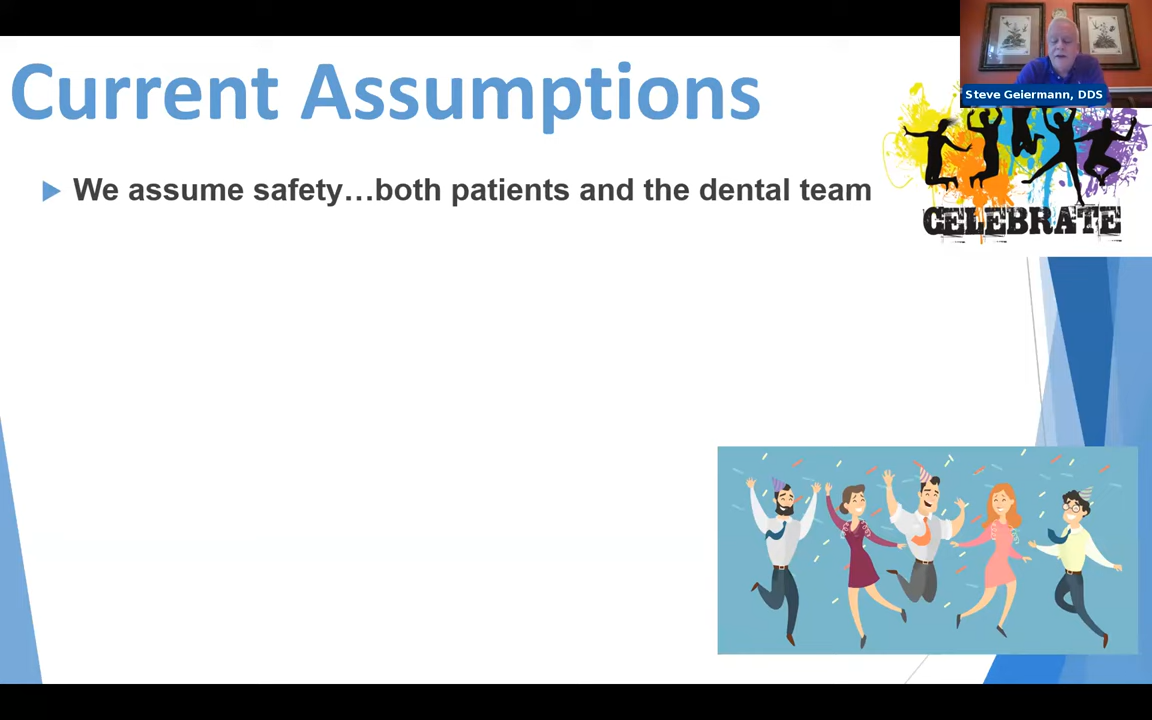 Current Assumptions
Steve Geiermann, DDS
We assume safety…both patients and the dental team
CELEBRATE